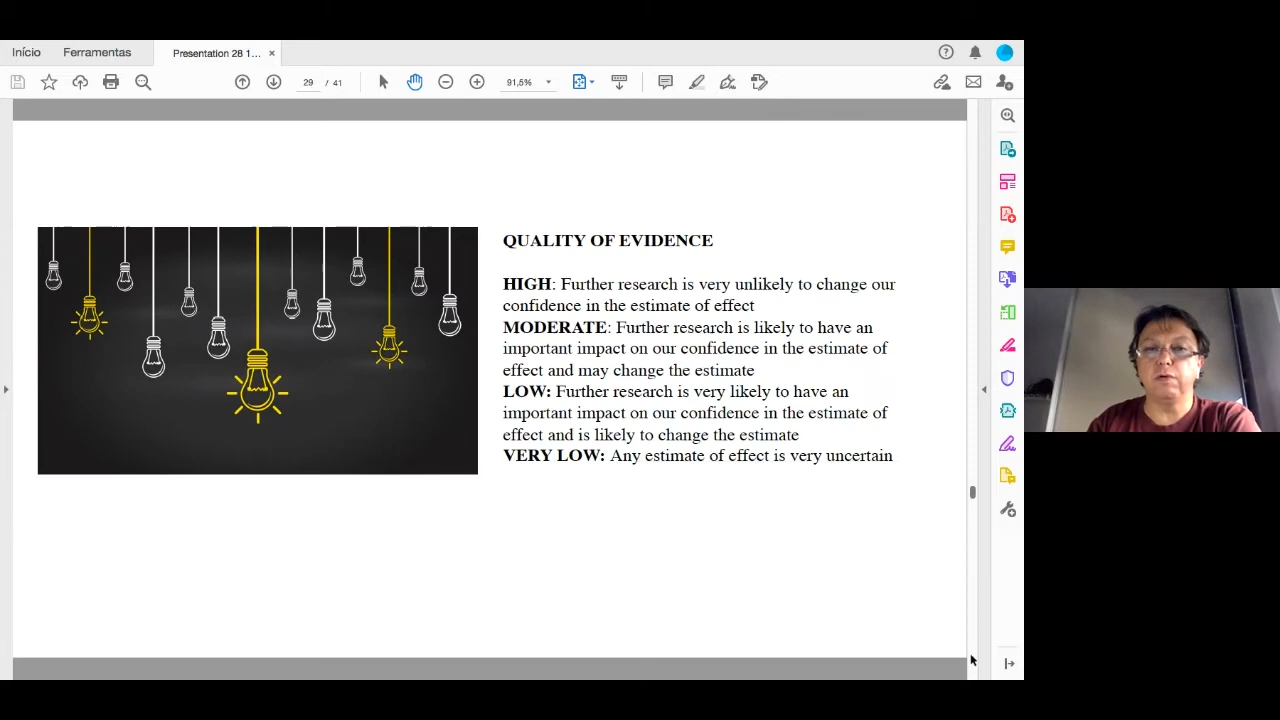 Início Ferramentas Presentation 28 1... ×
29 / 41 91,5%
QUALITY OF EVIDENCE
HIGH: Further research is very unlikely to change our
confidence in the estimate of effect
MODERATE: Further research is likely to have an
important impact on our confidence in the estimate of
effect and may change the estimate
LOW: Further research is very likely to have an
important impact on our confidence in the estimate of
effect and is likely to change the estimate
VERY LOW: Any estimate of effect is very uncertain